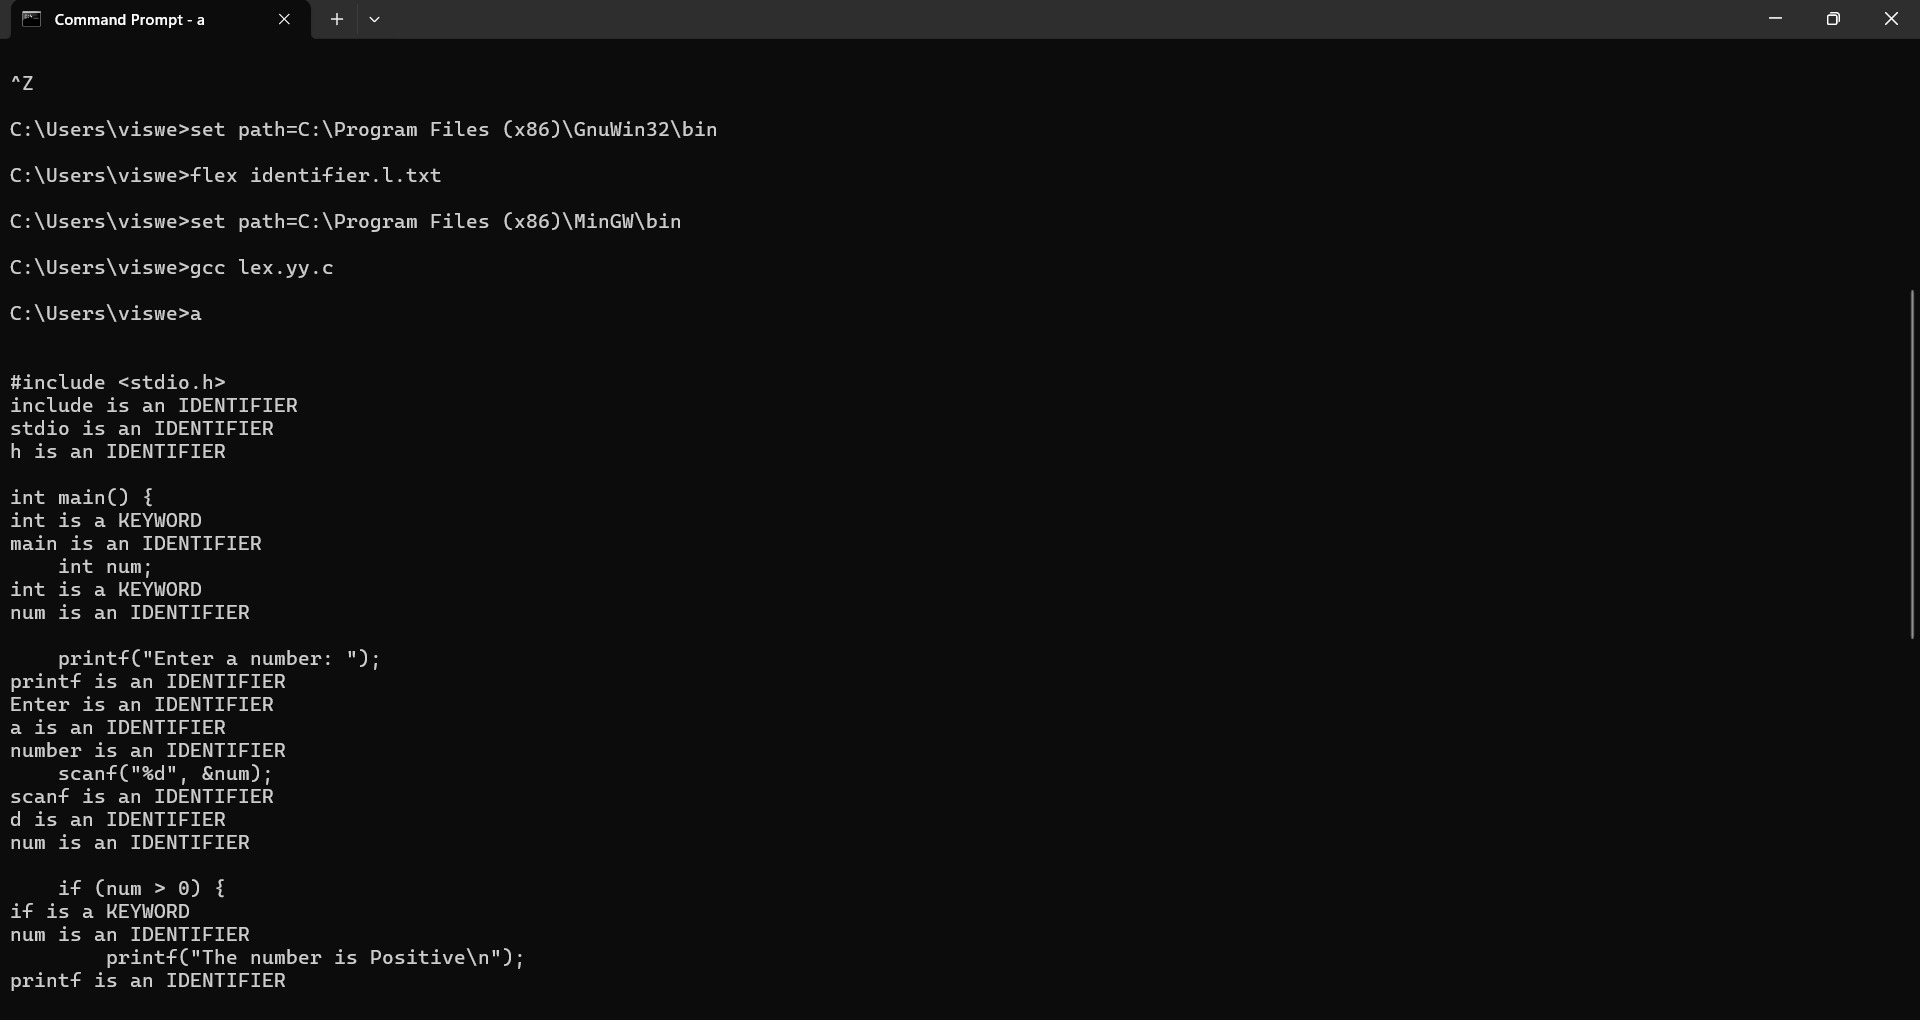 Command Prompt - a
^Z
C:\Users\viswe>set path=C:\Program Files (x86)\GnuWin32\bin
C:\Users\viswe>flex identifier.l.txt
C:\Users\viswe>set path=C:\Program Files (x86)\MinGW\bin
C:\Users\viswe>gcc lex.yy.c
C:\Users\viswe>a
#include <stdio.h>
include is an IDENTIFIER
stdio is an IDENTIFIER
h is an IDENTIFIER
int main() {
int is a KEYWORD
main is an IDENTIFIER
    int num;
int is a KEYWORD
num is an IDENTIFIER
    printf("Enter a number: ");
printf is an IDENTIFIER
Enter is an IDENTIFIER
a is an IDENTIFIER
number is an IDENTIFIER
    scanf("%d", &num);
scanf is an IDENTIFIER
d is an IDENTIFIER
num is an IDENTIFIER
    if (num > 0) {
if is a KEYWORD
num is an IDENTIFIER
        printf("The number is Positive\n");
printf is an IDENTIFIER